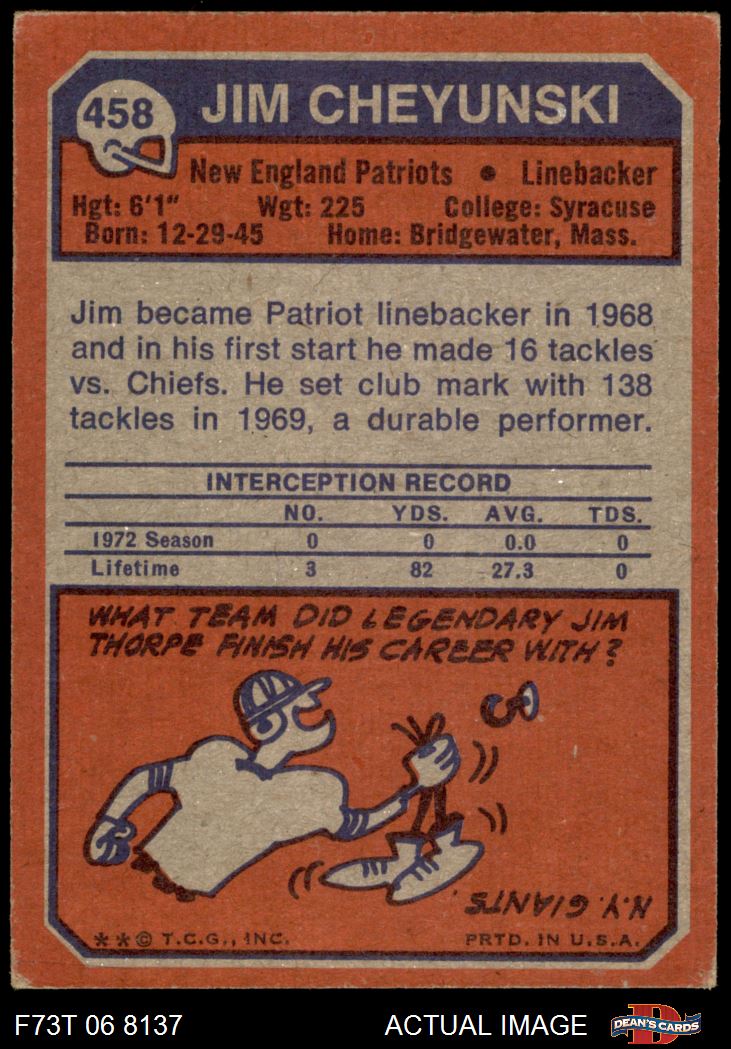 458
JIM CHEYUNSKI
New England Patriots • Linebacker
Hgt: 6'1" Wgt: 225 College: Syracuse
Born: 12-29-45 Home: Bridgewater, Mass.
Jim became Patriot linebacker in 1968
and in his first start he made 16 tackles
vs. Chiefs. He set club mark with 138
tackles in 1969, a durable performer.
INTERCEPTION RECORD
NO. YDS. AVG. TDS.
1972 Season 0 0 0.0 0
Lifetime 3 82 27.3 0
WHAT TEAM DID LEGENDARY JIM
THORPE FINISH HIS CAREER WITH?
N.Y. GIANTS.
**© T.C.G., INC. PRTD. IN U.S.A.
F73T 06 8137 ACTUAL IMAGE
D
DEAN'S CARDS